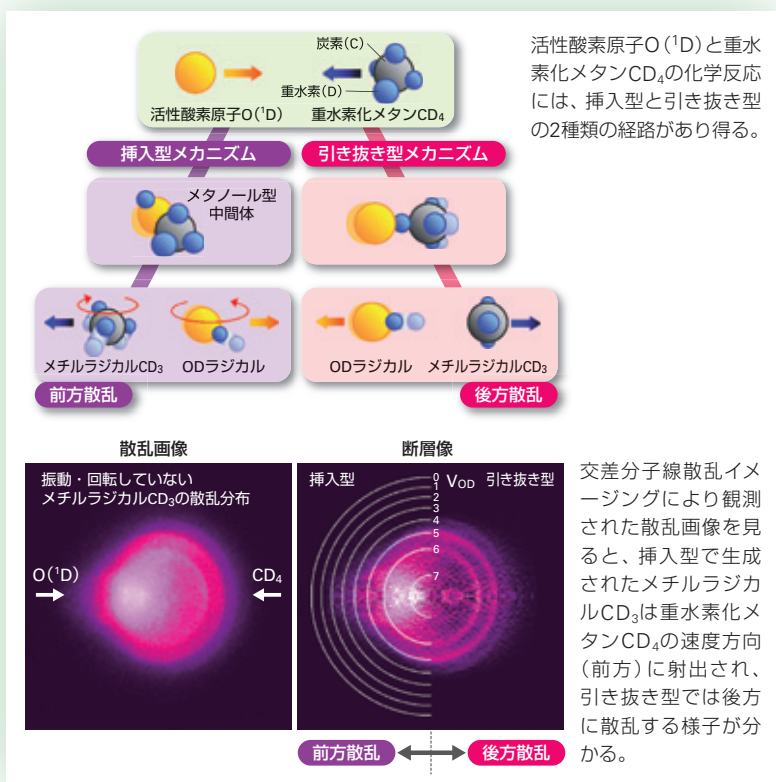 活性酸素原子O(¹D)と重水
素化メタンCD₄の化学反応
には、挿入型と引き抜き型
の2種類の経路があり得る。
炭素(C)
重水素(D)
活性酸素原子O(¹D)
重水素化メタンCD₄
挿入型メカニズム
引き抜き型メカニズム
メタノール型
中間体
メチルラジカルCD₃
ODラジカル
ODラジカル
メチルラジカルCD₃
前方散乱
後方散乱
散乱画像
断層像
振動・回転していない
メチルラジカルCD₃の散乱分布
O(¹D)
CD₄
挿入型
0
1
2
3
4
5
6
7
VOD
引き抜き型
前方散乱
後方散乱
交差分子線散乱イメ
ージングにより観測
された散乱画像を見
ると、挿入型で生成
されたメチルラジカ
ルCD₃は重水素化メ
タンCD₄の速度方向
(前方)に射出され、
引き抜き型では後方
に散乱する様子が分
かる。